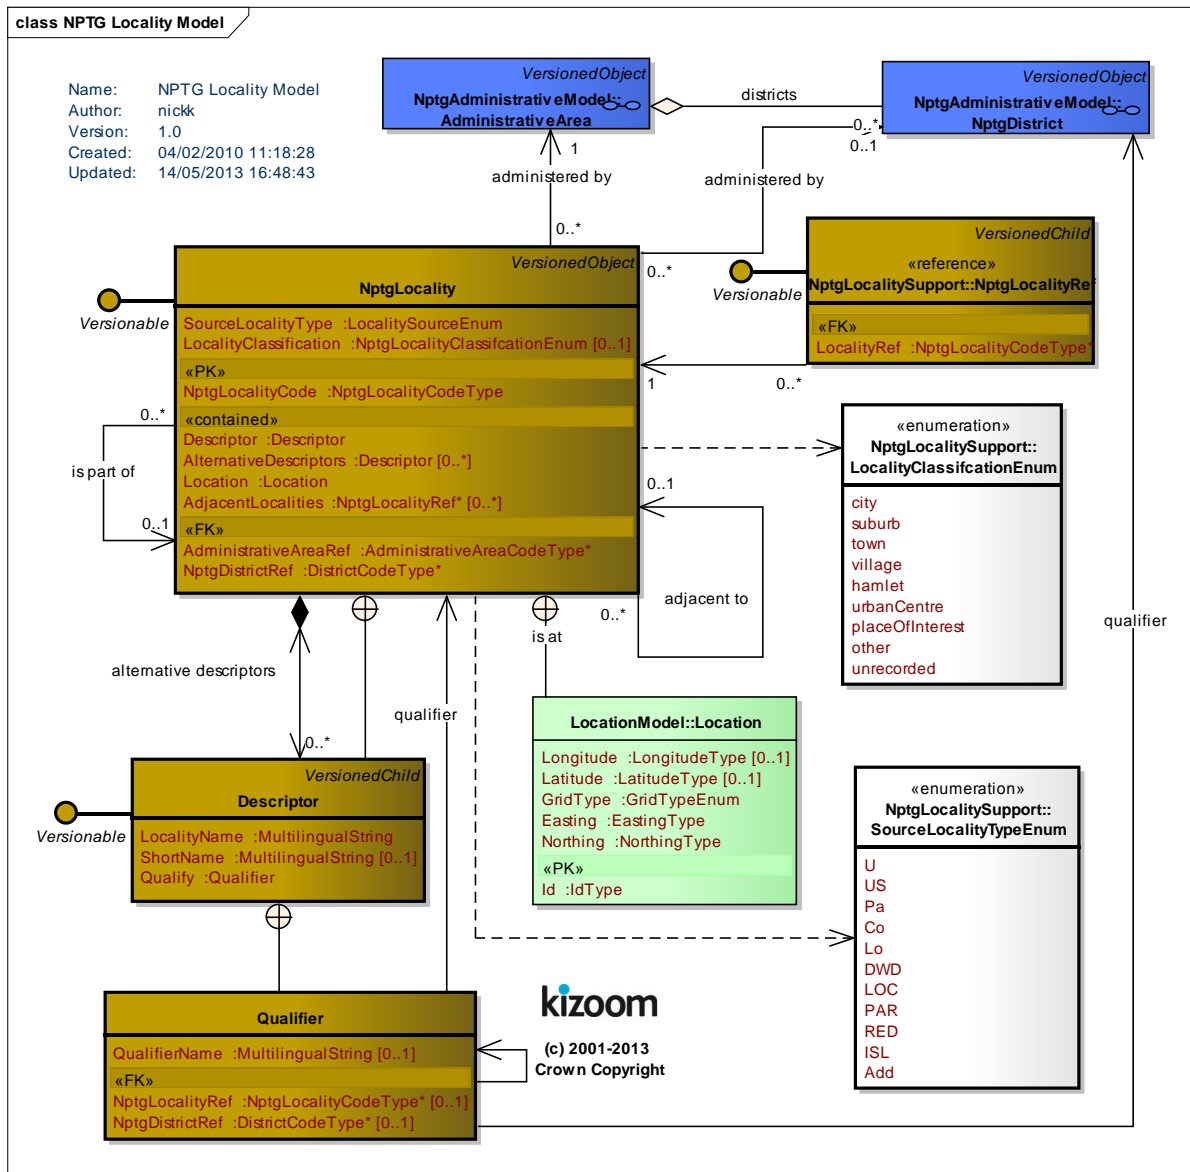 class NPTG Locality Model
Name: NPTG Locality Model
Author: nickk
Version: 1.0
Created: 04/02/2010 11:18:28
Updated: 14/05/2013 16:48:43
VersionedObject
NptgAdministrativeModel::
AdministrativeArea
districts
0..*
VersionedObject
NptgAdministrativeModel::
NptgDistrict
0..1
1
administered by
0..*
administered by
0..*
VersionedObject
NptgLocality
Versionable
SourceLocalityType :LocalitySourceEnum
LocalityClassification :NptgLocalityClassifcationEnum [0..1]
«PK»
NptgLocalityCode :NptgLocalityCodeType
«contained»
Descriptor :Descriptor
AlternativeDescriptors :Descriptor [0..*]
Location :Location
AdjacentLocalities :NptgLocalityRef* [0..*]
«FK»
AdministrativeAreaRef :AdministrativeAreaCodeType*
NptgDistrictRef :DistrictCodeType*
VersionedChild
«reference»
NptgLocalitySupport::NptgLocalityRef
Versionable
«FK»
LocalityRef :NptgLocalityCodeType*
1
0..*
0..*
is part of
0..1
0..1
adjacent to
0..*
«enumeration»
NptgLocalitySupport::
LocalityClassifcationEnum
city
suburb
town
village
hamlet
urbanCentre
placeOfInterest
other
unrecorded
qualifier
is at
alternative descriptors
0..*
qualifier
LocationModel::Location
Longitude :LongitudeType [0..1]
Latitude :LatitudeType [0..1]
GridType :GridTypeEnum
Easting :EastingType
Northing :NorthingType
«PK»
Id :IdType
VersionedChild
Descriptor
Versionable
LocalityName :MultilingualString
ShortName :MultilingualString [0..1]
Qualify :Qualifier
«enumeration»
NptgLocalitySupport::
SourceLocalityTypeEnum
U
US
Pa
Co
Lo
DWD
LOC
PAR
RED
ISL
Add
Qualifier
QualifierName :MultilingualString [0..1]
«FK»
NptgLocalityRef :NptgLocalityCodeType* [0..1]
NptgDistrictRef :DistrictCodeType* [0..1]
kizoom
(c) 2001-2013
Crown Copyright